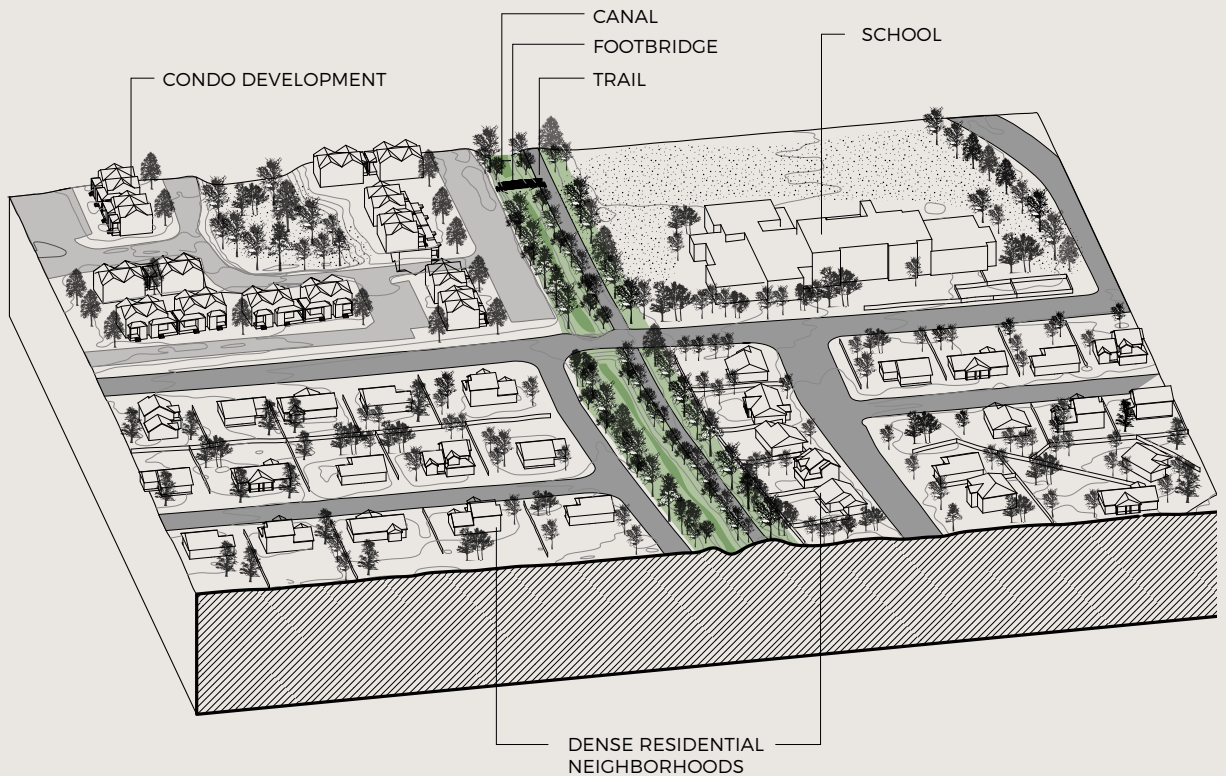 CANAL
FOOTBRIDGE
SCHOOL
TRAIL
CONDO DEVELOPMENT
DENSE RESIDENTIAL
NEIGHBORHOODS